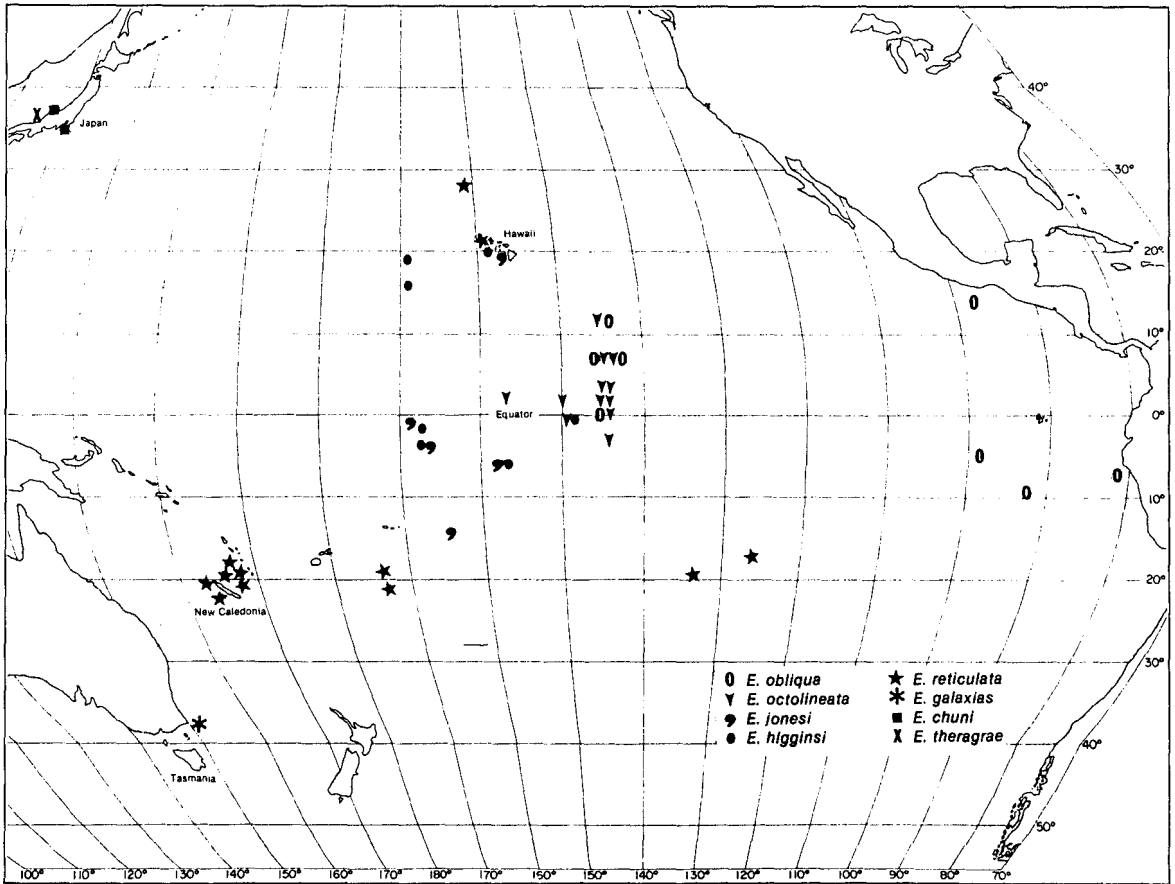 40°
Japan
30°
Hawaii
20°
10°
Equator
0°
10°
20°
New Caledonia
30°
E. obliqua
E. octolineata
E. jonesi
E. higginsi
E. reticulata
E. galaxias
E. chuni
E. theragrae
40°
Tasmania
50°
100° 110° 120° 130° 140° 150° 160° 170° 180° 170° 160° 150° 140° 130° 120° 110° 100° 90° 80° 70°